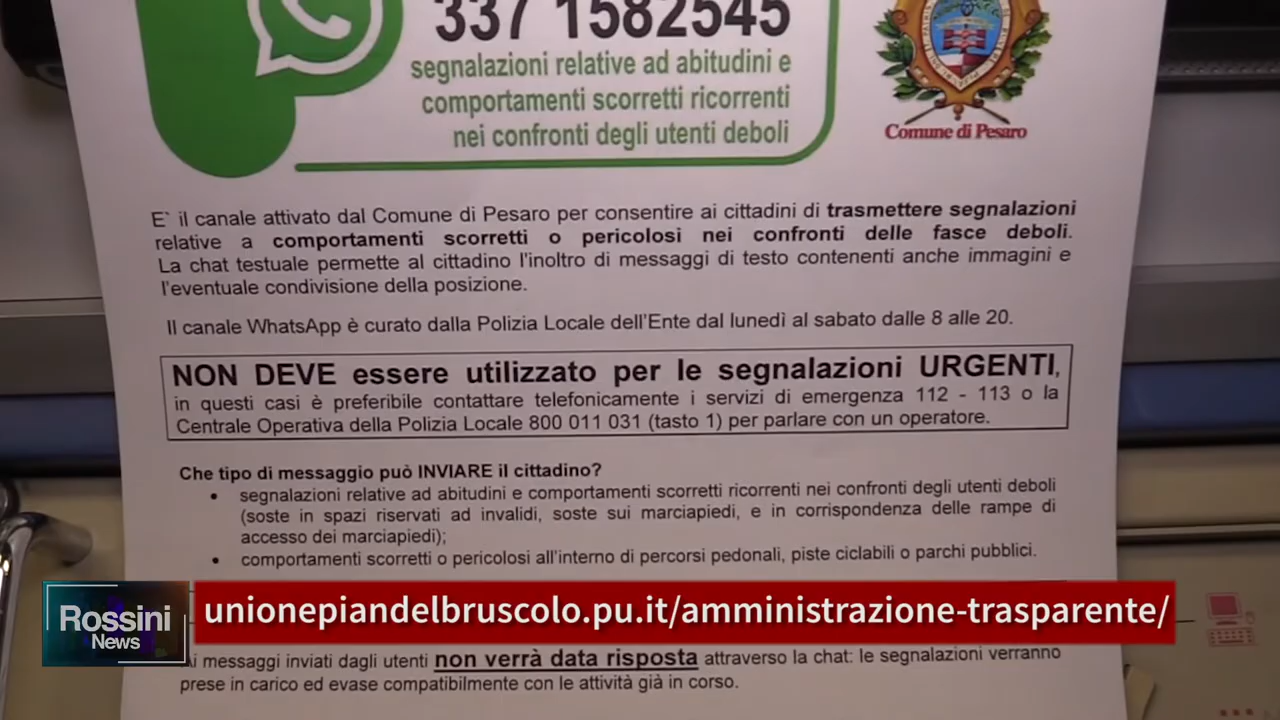 337 1582545
segnalazioni relative ad abitudini e
comportamenti scorretti ricorrenti
nei confronti degli utenti deboli
Comune di Pesaro
E` il canale attivato dal Comune di Pesaro per consentire ai cittadini di trasmettere segnalazioni
relative a comportamenti scorretti o pericolosi nei confronti delle fasce deboli.
La chat testuale permette al cittadino l'inoltro di messaggi di testo contenenti anche immagini e
l'eventuale condivisione della posizione.
Il canale WhatsApp è curato dalla Polizia Locale dell'Ente dal lunedì al sabato dalle 8 alle 20.
NON DEVE essere utilizzato per le segnalazioni URGENTI,
in questi casi è preferibile contattare telefonicamente i servizi di emergenza 112 - 113 o la
Centrale Operativa della Polizia Locale 800 011 031 (tasto 1) per parlare con un operatore.
Che tipo di messaggio può INVIARE il cittadino?
• segnalazioni relative ad abitudini e comportamenti scorretti ricorrenti nei confronti degli utenti deboli
(soste in spazi riservati ad invalidi, soste sui marciapiedi, e in corrispondenza delle rampe di
accesso dei marciapiedi);
• comportamenti scorretti o pericolosi all'interno di percorsi pedonali, piste ciclabili o parchi pubblici.
Rossini
News
unionepiandelbruscolo.pu.it/amministrazione-trasparente/
Ai messaggi inviati dagli utenti non verrà data risposta attraverso la chat: le segnalazioni verranno
prese in carico ed evase compatibilmente con le attività già in corso.